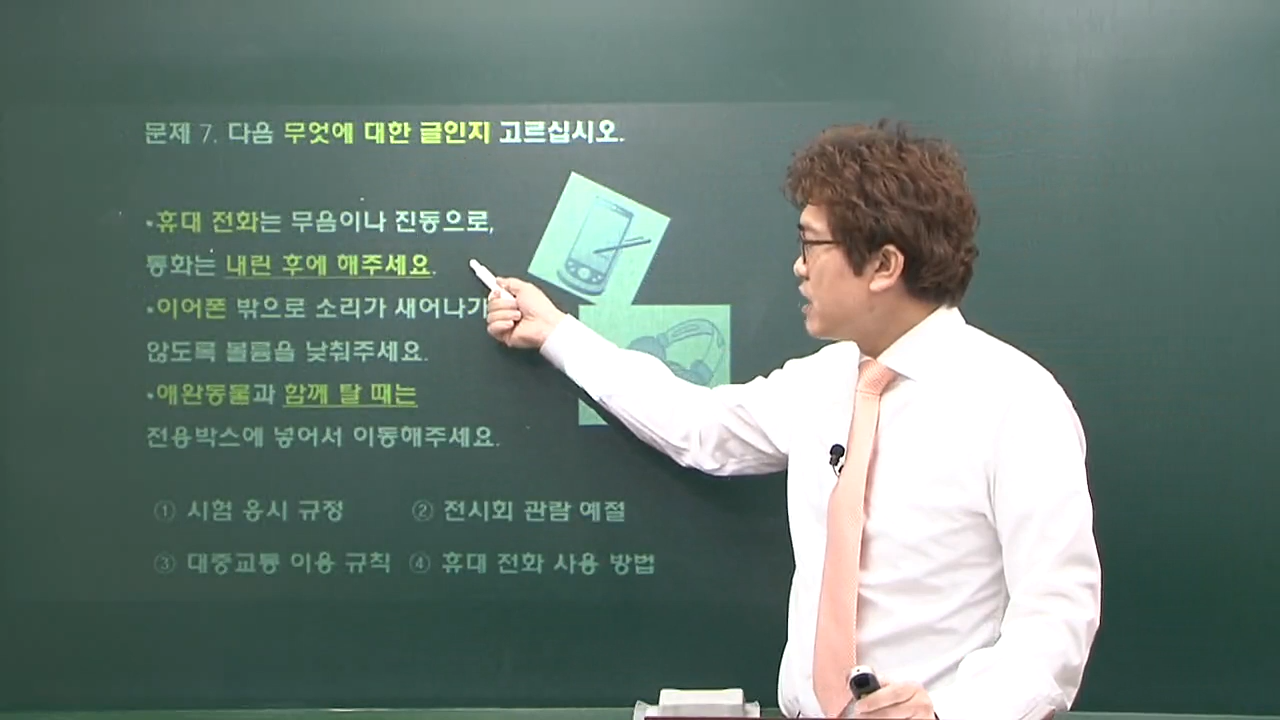 문제 7. 다음 무엇에 대한 글인지 고르십시오.
•휴대 전화는 무음이나 진동으로,
통화는 내린 후에 해주세요.
•이어폰 밖으로 소리가 새어나가
않도록 볼륨을 낮춰주세요.
•애완동물과 함께 탈 때는
전용박스에 넣어서 이동해주세요.
① 시험 응시 규정 ② 전시회 관람 예절
③ 대중교통 이용 규칙 ④ 휴대 전화 사용 방법